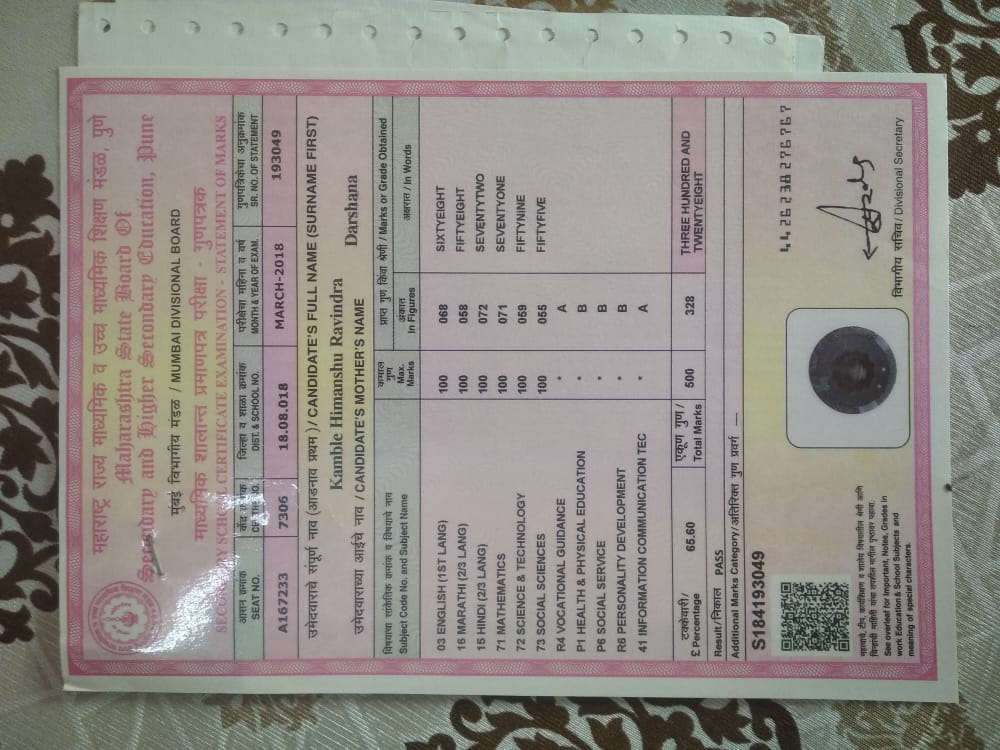 महाराष्ट्र राज्य माध्यमिक व उच्च माध्यमिक शिक्षण मंडळ, पुणे
Maharashtra State Board Of
Secondary and Higher Secondary Education, Pune
मुंबई विभागीय मंडळ / MUMBAI DIVISIONAL BOARD
माध्यमिक शालान्त प्रमाणपत्र परीक्षा - गुणपत्रक
SECONDARY SCHOOL CERTIFICATE EXAMINATION - STATEMENT OF MARKS
आसन क्रमांक केंद्र क्रमांक जिल्हा व शाळा क्रमांक परीक्षेचा महिना व वर्ष गुणपत्रिकेचा अनुक्रमांक
SEAT NO. CENTRE NO. DIST. & SCHOOL NO. MONTH & YEAR OF EXAM. SR. NO. OF STATEMENT
A167233 7306 18.08.018 MARCH-2018 193049
उमेदवाराचे संपूर्ण नाव (आडनाव प्रथम) / CANDIDATE'S FULL NAME (SURNAME FIRST)
Kamble Himanshu Ravindra
उमेदवाराच्या आईचे नाव / CANDIDATE'S MOTHER'S NAME Darshana
विषयाचा सांकेतिक क्रमांक व विषयाचे नाव
Subject Code No. and Subject Name
कमाल
गुण
Max.
Marks
प्राप्त गुण किंवा श्रेणी / Marks or Grade Obtained
अंकात
In Figures
अक्षरात / In Words
03 ENGLISH (1ST LANG) 100 068 SIXTYEIGHT
16 MARATHI (2/3 LANG) 100 058 FIFTYEIGHT
15 HINDI (2/3 LANG) 100 072 SEVENTYTWO
71 MATHEMATICS 100 071 SEVENTYONE
72 SCIENCE & TECHNOLOGY 100 059 FIFTYNINE
73 SOCIAL SCIENCES 100 055 FIFTYFIVE
R4 VOCATIONAL GUIDANCE * A
P1 HEALTH & PHYSICAL EDUCATION * B
P6 SOCIAL SERVICE * B
R6 PERSONALITY DEVELOPMENT * B
41 INFORMATION COMMUNICATION TEC * A
टक्केवारी/
£ Percentage 65.60
एकूण गुण/
Total Marks 500 328 THREE HUNDRED AND
TWENTYEIGHT
Result/निकाल PASS
Additional Marks Category/अतिरिक्त गुण प्रवर्ग —
S184193049
4426238276767
महत्वाचे, टीप, कार्यशिक्षण व शालेय विषयातील श्रेणी आणि
चिन्हांची माहिती यांचा तपशील मागील पृष्ठावर पहावा.
See overleaf for Important, Notes, Grades in
work Education & School Subjects and
meaning of special characters.
विभागीय सचिव/ Divisional Secretary